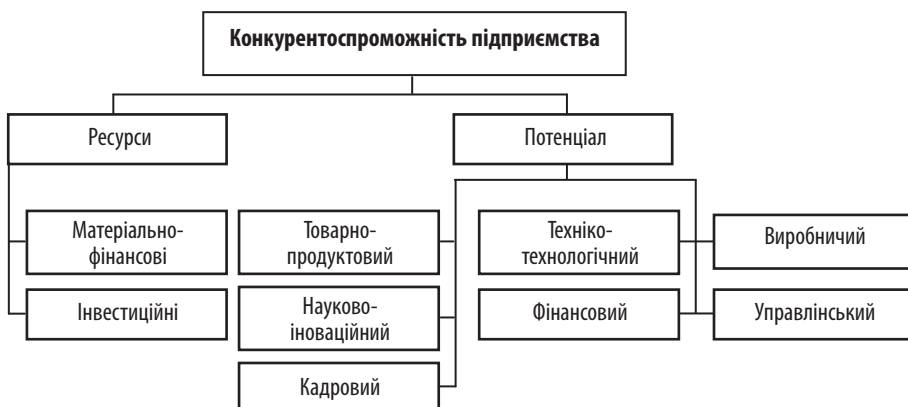 Конкурентоспроможність підприємства
Ресурси
Потенціал
Матеріально-
фінансові
Товарно-
продуктовий
Техніко-
технологічний
Виробничий
Інвестиційні
Науково-
іноваційний
Фінансовий
Управлінський
Кадровий